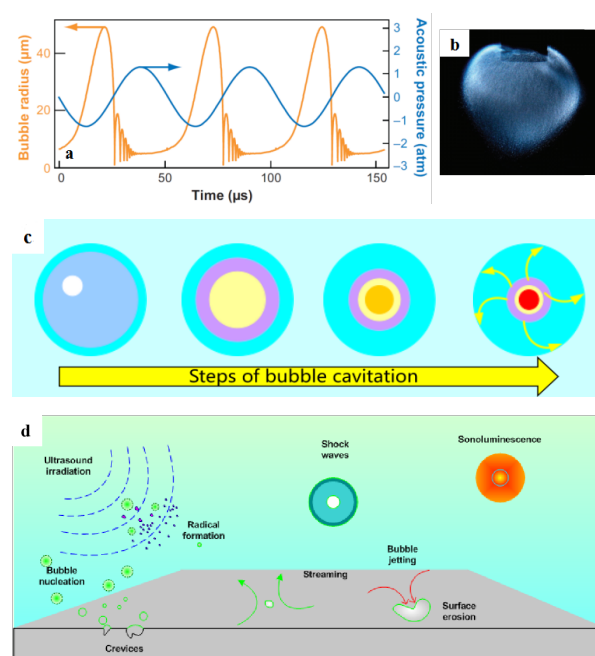 Bubble radius (µm)
40
20
0
a
3
2
1
0
−1
−2
−3
Acoustic pressure (atm)
0
50
100
150
Time (µs)
b
c
Steps of bubble cavitation
d
Ultrasound
irradiation
Shock
waves
Sonoluminescence
Radical
formation
Bubble
nucleation
Streaming
Bubble
jetting
Surface
erosion
Crevices